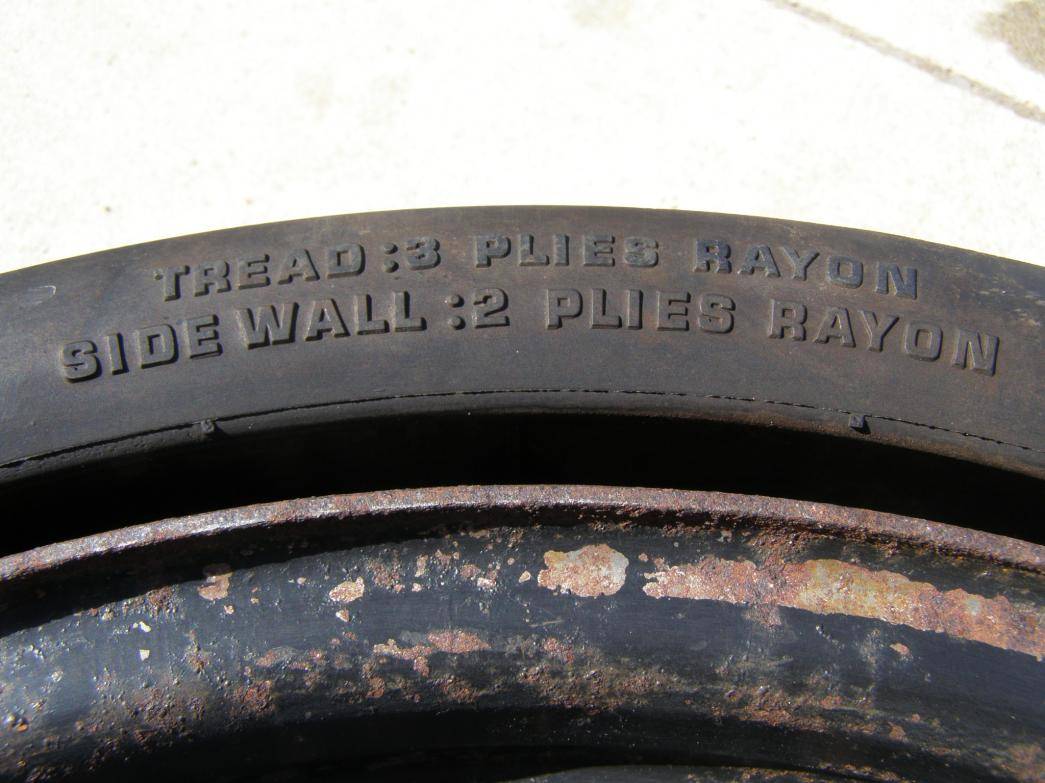 TREAD:3 PLIES RAYON
SIDE WALL:2 PLIES RAYON